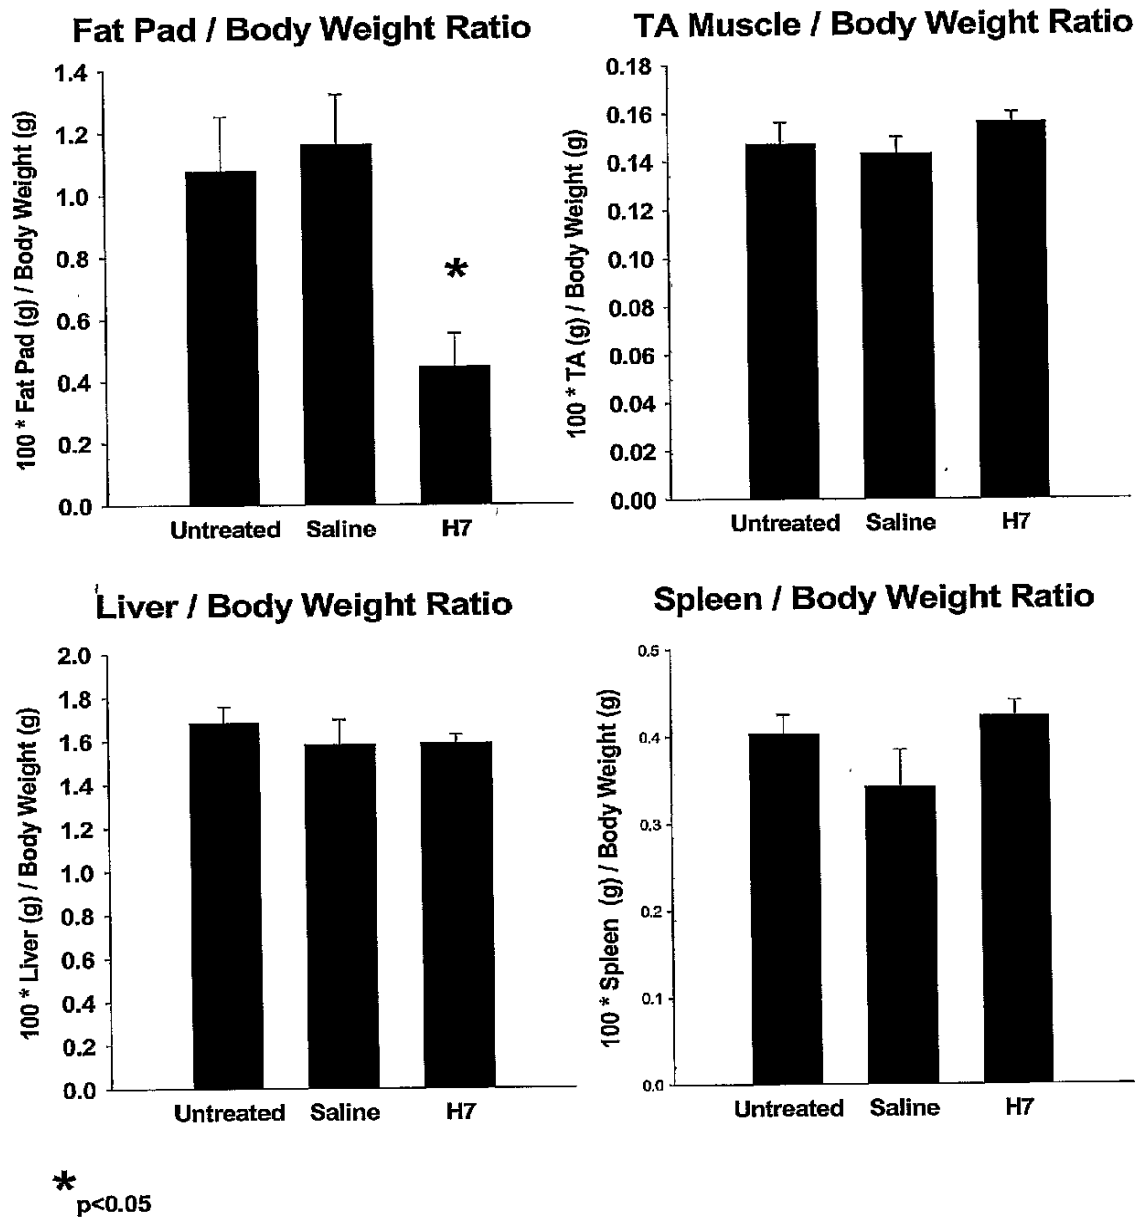 Fat Pad / Body Weight Ratio
100 * Fat Pad (g) / Body Weight (g)
1.4
1.2
1.0
0.8
0.6
0.4
0.2
0.0
*
Untreated Saline H7
TA Muscle / Body Weight Ratio
100 * TA (g) / Body Weight (g)
0.18
0.16
0.14
0.12
0.10
0.08
0.06
0.04
0.02
0.00
Untreated Saline H7
Liver / Body Weight Ratio
100 * Liver (g) / Body Weight (g)
2.0
1.8
1.6
1.4
1.2
1.0
0.8
0.6
0.4
0.2
0.0
Untreated Saline H7
Spleen / Body Weight Ratio
100 * Spleen (g) / Body Weight (g)
0.5
0.4
0.3
0.2
0.1
0.0
Untreated Saline H7
* p<0.05